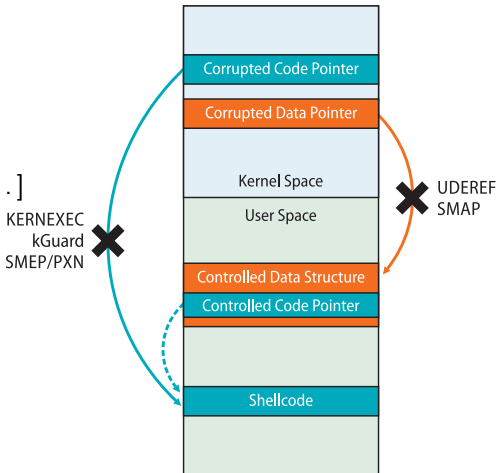 Corrupted Code Pointer
Corrupted Data Pointer
. ]
Kernel Space
UDEREF
SMAP
User Space
KERNEXEC
kGuard
SMEP/PXN
Controlled Data Structure
Controlled Code Pointer
Shellcode